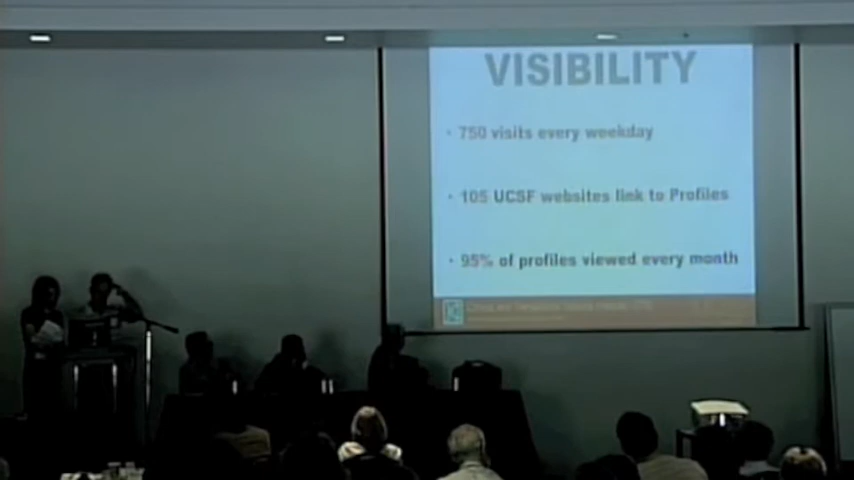 VISIBILITY
• 750 visits every weekday
• 105 UCSF websites link to Profiles
• 95% of profiles viewed every month